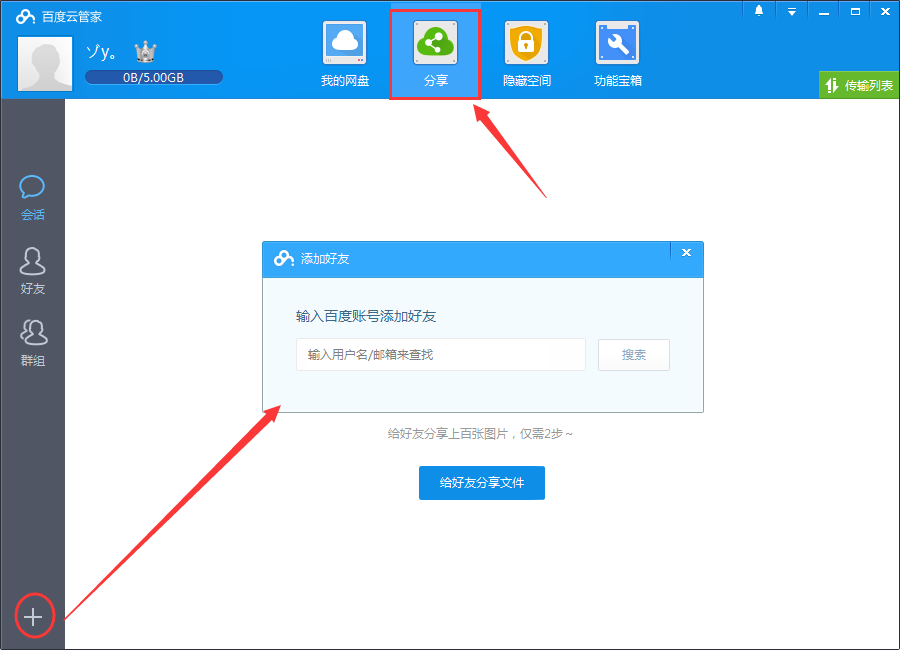 百度云管家
ゾy。
0B/5.00GB
我的网盘
分享
隐藏空间
功能宝箱
传输列表
会话
好友
群组
添加好友
输入百度账号添加好友
输入用户名/邮箱来查找
搜索
给好友分享上百张图片，仅需2步～
给好友分享文件